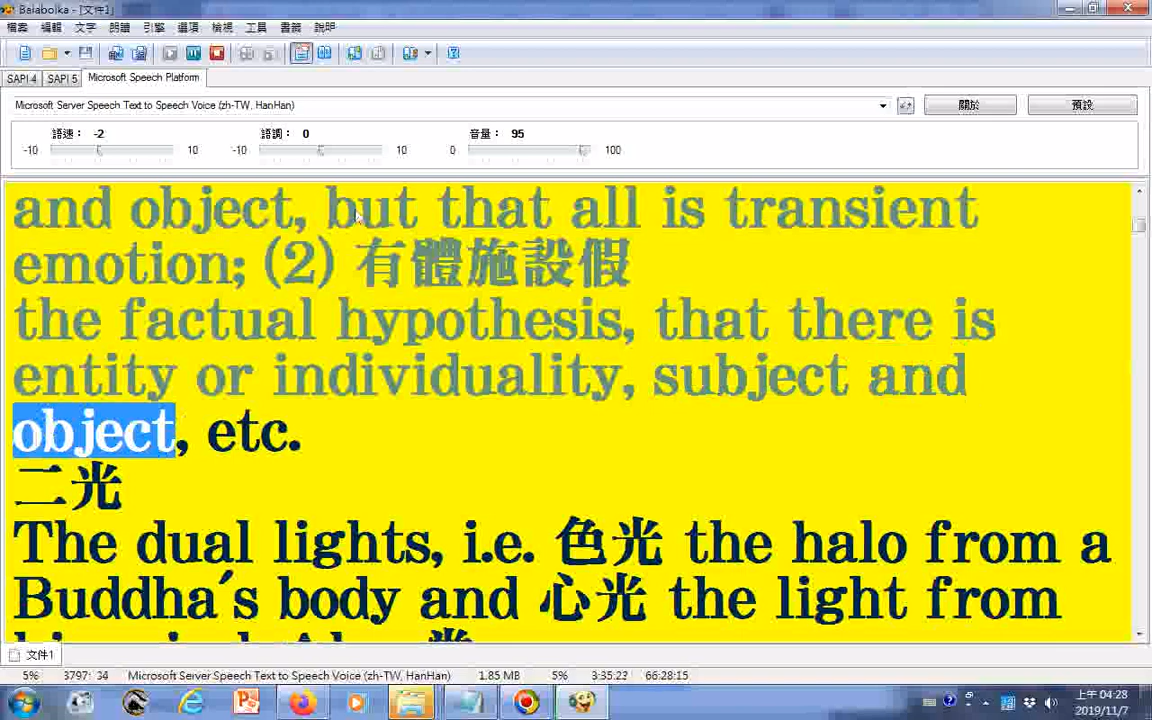 Balabolka - [文件1]
檔案 編輯 文字 朗讀 引擎 選項 檢視 工具 書籤 說明
SAPI 4 SAPI 5 Microsoft Speech Platform
Microsoft Server Speech Text to Speech Voice (zh-TW, HanHan) 關於 預設
語速： -2 語調： 0 音量： 95
-10 10 -10 10 0 100
and object, but that all is transient
emotion; (2) 有體施設假
the factual hypothesis, that there is
entity or individuality, subject and
object, etc.
二光
The dual lights, i.e. 色光 the halo from a
Buddha's body and 心光 the light from
文件1
5% 3797: 34 Microsoft Server Speech Text to Speech Voice (zh-TW, HanHan) 1.85 MB 5% 3:35:23 66:28:15
上午 04:28
2019/11/7